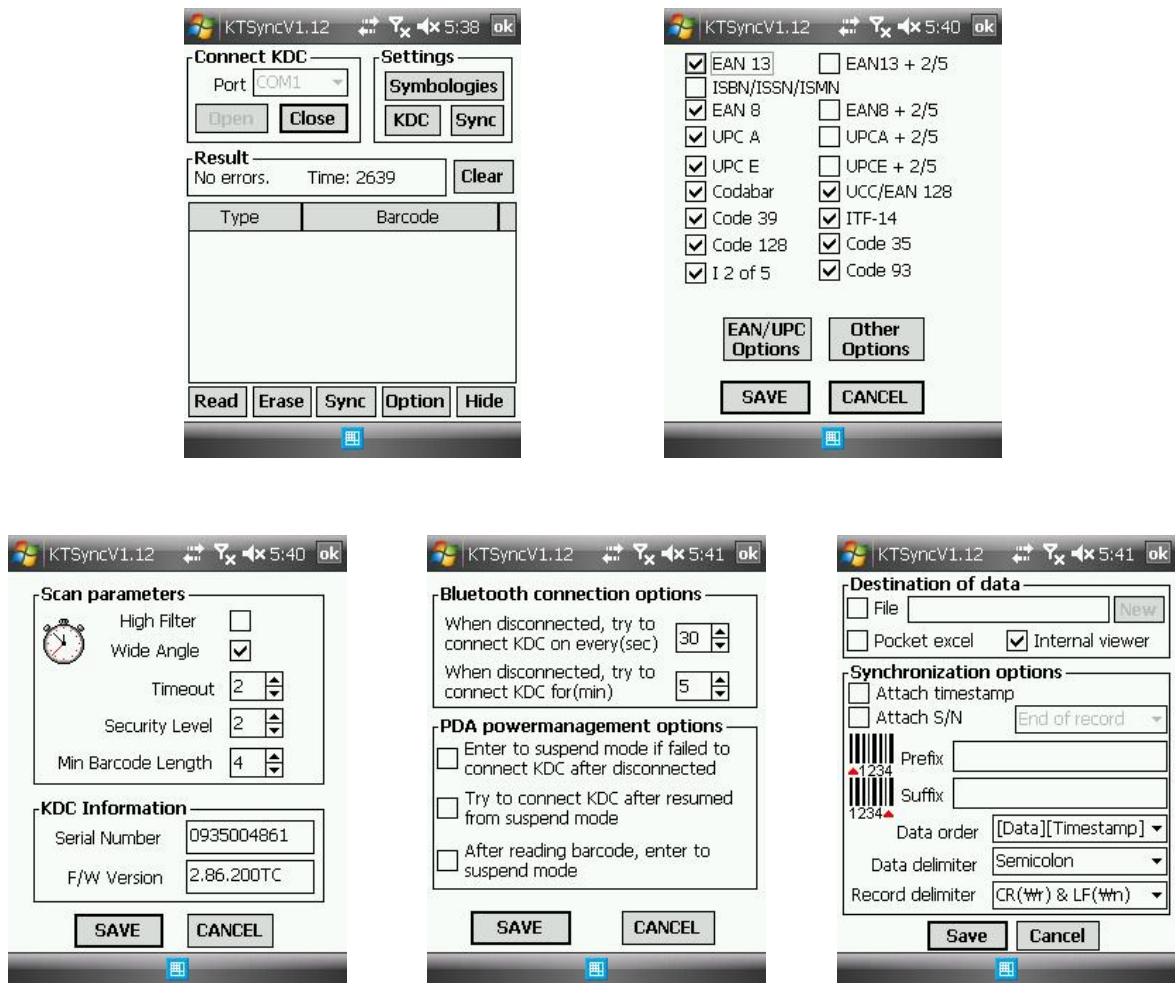 KTSyncV1.12 5:38 ok
Connect KDC Settings
Port COM1 Symbologies
Open Close KDC Sync
Result
No errors. Time: 2639 Clear
Type Barcode
Read Erase Sync Option Hide
KTSyncV1.12 5:40 ok
EAN 13 EAN13 + 2/5
ISBN/ISSN/ISMN
EAN 8 EAN8 + 2/5
UPC A UPCA + 2/5
UPC E UPCE + 2/5
Codabar UCC/EAN 128
Code 39 ITF-14
Code 128 Code 35
I 2 of 5 Code 93
EAN/UPC Other
Options Options
SAVE CANCEL
KTSyncV1.12 5:40 ok
Scan parameters
High Filter
Wide Angle
Timeout 2
Security Level 2
Min Barcode Length 4
KDC Information
Serial Number 0935004861
F/W Version 2.86.200TC
SAVE CANCEL
KTSyncV1.12 5:41 ok
Bluetooth connection options
When disconnected, try to
connect KDC on every(sec) 30
When disconnected, try to
connect KDC for(min) 5
PDA powermanagement options
Enter to suspend mode if failed to
connect KDC after disconnected
Try to connect KDC after resumed
from suspend mode
After reading barcode, enter to
suspend mode
SAVE CANCEL
KTSyncV1.12 5:41 ok
Destination of data
File New
Pocket excel Internal viewer
Synchronization options
Attach timestamp
Attach S/N End of record
1234 Prefix
1234 Suffix
Data order [Data][Timestamp]
Data delimiter Semicolon
Record delimiter CR(₩r) & LF(₩n)
Save Cancel